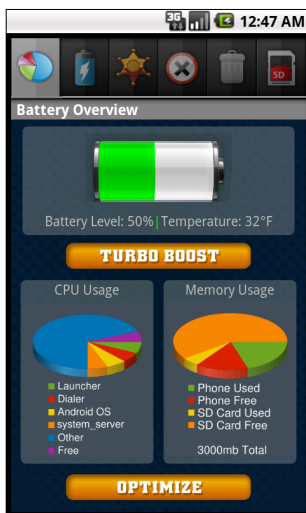 3G
12:47 AM
SD
Battery Overview
Battery Level: 50%|Temperature: 32°F
TURBO BOOST
CPU Usage
Launcher
Dialer
Android OS
system_server
Other
Free
Memory Usage
Phone Used
Phone Free
SD Card Used
SD Card Free
3000mb Total
OPTIMIZE